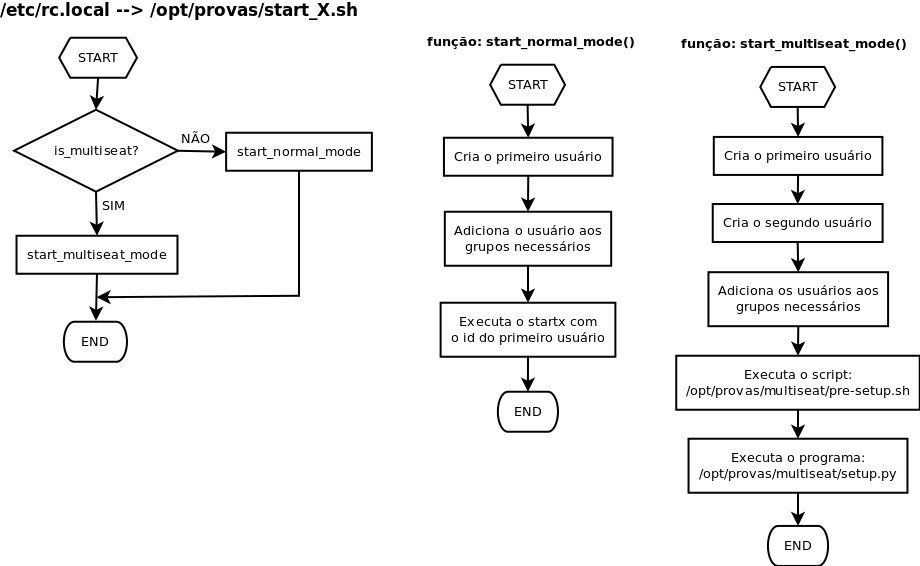 /etc/rc.local --> /opt/provas/start_X.sh
START
is_multiseat?
NÃO
start_normal_mode
SIM
start_multiseat_mode
END
função: start_normal_mode()
START
Cria o primeiro usuário
Adiciona o usuário aos
grupos necessários
Executa o startx com
o id do primeiro usuário
END
função: start_multiseat_mode()
START
Cria o primeiro usuário
Cria o segundo usuário
Adiciona os usuários aos
grupos necessários
Executa o script:
/opt/provas/multiseat/pre-setup.sh
Executa o programa:
/opt/provas/multiseat/setup.py
END